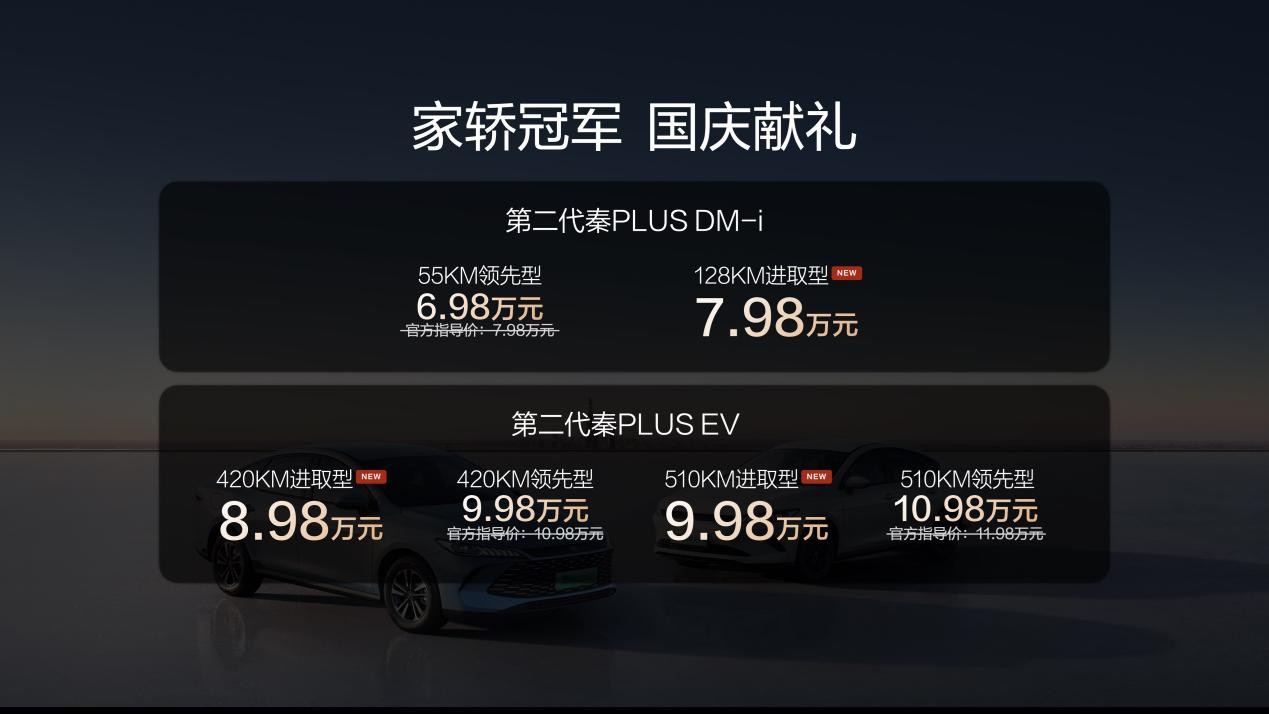 家轿冠军 国庆献礼
第二代秦PLUS DM-i
55KM领先型
6.98万元
官方指导价：7.98万元
128KM进取型 NEW
7.98万元
第二代秦PLUS EV
420KM进取型 NEW
8.98万元
420KM领先型
9.98万元
官方指导价：10.98万元
510KM进取型 NEW
9.98万元
510KM领先型
10.98万元
官方指导价：11.98万元